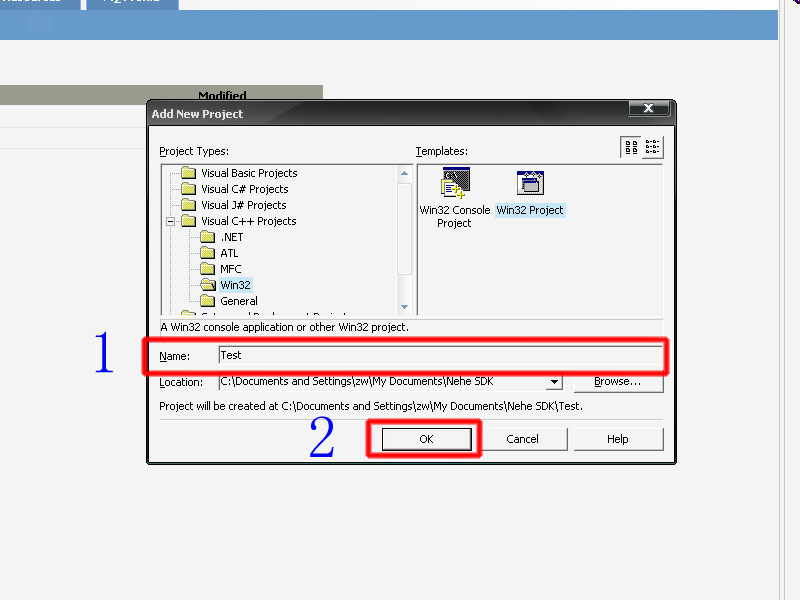 Modified
Add New Project
Project Types:
Templates:
Visual Basic Projects
Visual C# Projects
Visual J# Projects
Visual C++ Projects
.NET
ATL
MFC
Win32
General
Win32 Console
Project
Win32 Project
A Win32 console application or other Win32 project.
1
Name:
Test
Location:
C:\Documents and Settings\zw\My Documents\Nehe SDK
Browse...
Project will be created at C:\Documents and Settings\zw\My Documents\Nehe SDK\Test.
2
OK
Cancel
Help